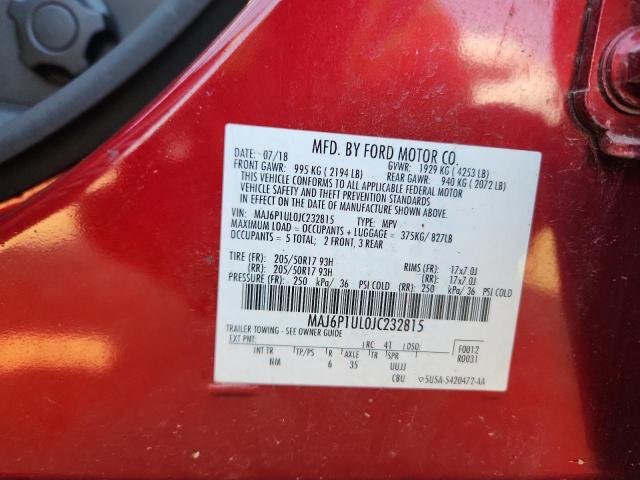 MFD. BY FORD MOTOR CO.
DATE: 07/18 GVWR: 1929 KG (4253 LB)
FRONT GAWR: 995 KG (2194 LB) REAR GAWR: 940 KG (2072 LB)
THIS VEHICLE CONFORMS TO ALL APPLICABLE FEDERAL MOTOR
VEHICLE SAFETY AND THEFT PREVENTION STANDARDS
IN EFFECT ON THE DATE OF MANUFACTURE SHOWN ABOVE.
VIN: MAJ6P1UL0JC232815 TYPE: MPV
MAXIMUM LOAD = OCCUPANTS + LUGGAGE = 375KG/827LB
OCCUPANTS = 5 TOTAL; 2 FRONT, 3 REAR
TIRE (FR): 205/50R17 93H RIMS (FR): 17x7.0J
(RR): 205/50R17 93H (RR): 17x7.0J
PRESSURE (FR): 250 kPa/ 36 PSI COLD (RR): 250 kPa/ 36 PSI COLD
MAJ6P1UL0JC232815
TRAILER TOWING - SEE OWNER GUIDE
EXT PNT: RC: 41 DSO: F0012
R0031
INT TR TP/PS R AXLE TR SPR
NM 6 35 UUJJ
CBU 5U5A-5420472-AA